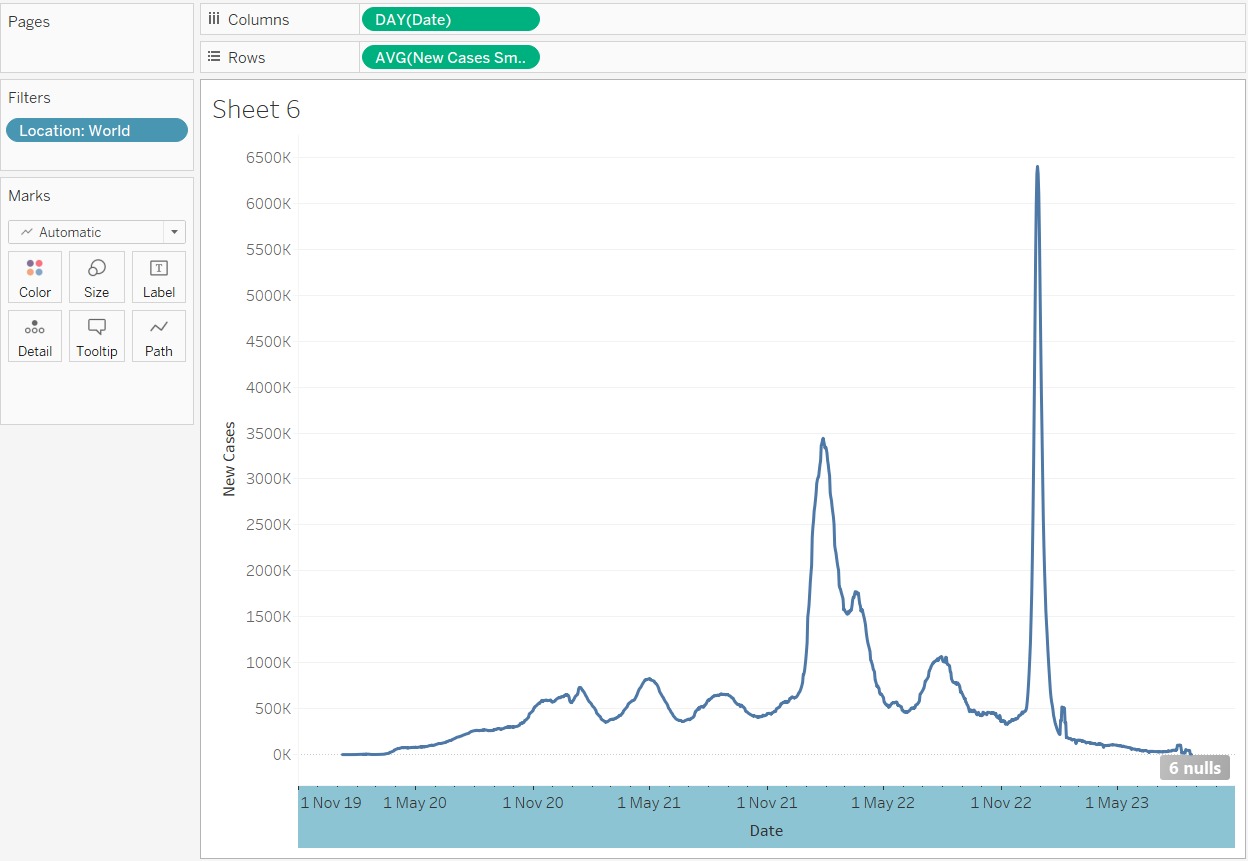 Pages
Columns
DAY(Date)
Rows
AVG(New Cases Sm..
Filters
Location: World
Marks
Automatic
Color
Size
Label
Detail
Tooltip
Path
Sheet 6
6500K
6000K
5500K
5000K
4500K
4000K
3500K
3000K
2500K
2000K
1500K
1000K
500K
0K
New Cases
6 nulls
1 Nov 19
1 May 20
1 Nov 20
1 May 21
1 Nov 21
1 May 22
1 Nov 22
1 May 23
Date